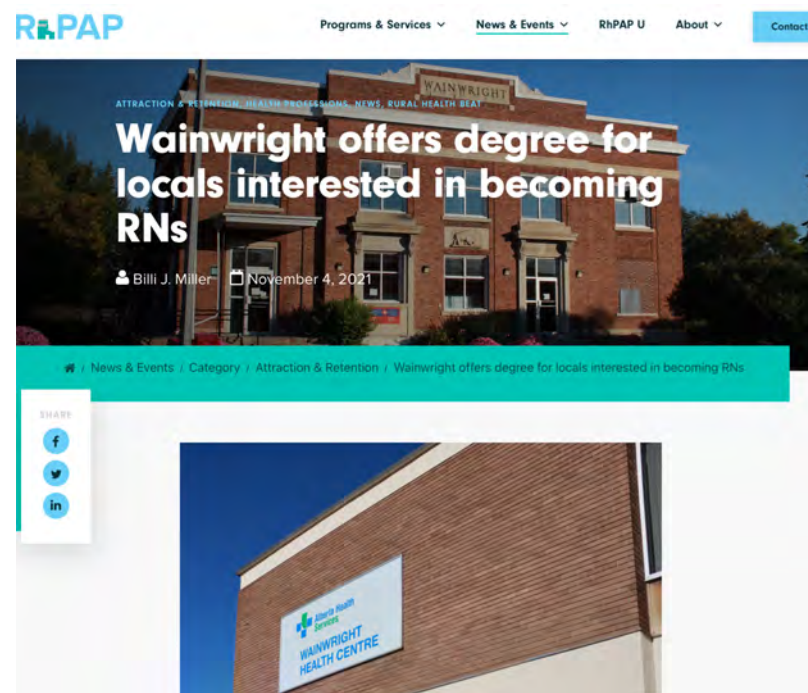 RhPAP
Programs & Services
News & Events
RhPAP U
About
Contact
WAINWRIGHT
ATTRACTION & RETENTION, HEALTH PROFESSIONS, NEWS, RURAL HEALTH BEAT
Wainwright offers degree for
locals interested in becoming
RNs
Billi J. Miller
November 4, 2021
/ News & Events / Category / Attraction & Retention / Wainwright offers degree for locals interested in becoming RNs
SHARE
f
in
Alberta Health
Services
WAINWRIGHT
HEALTH CENTRE